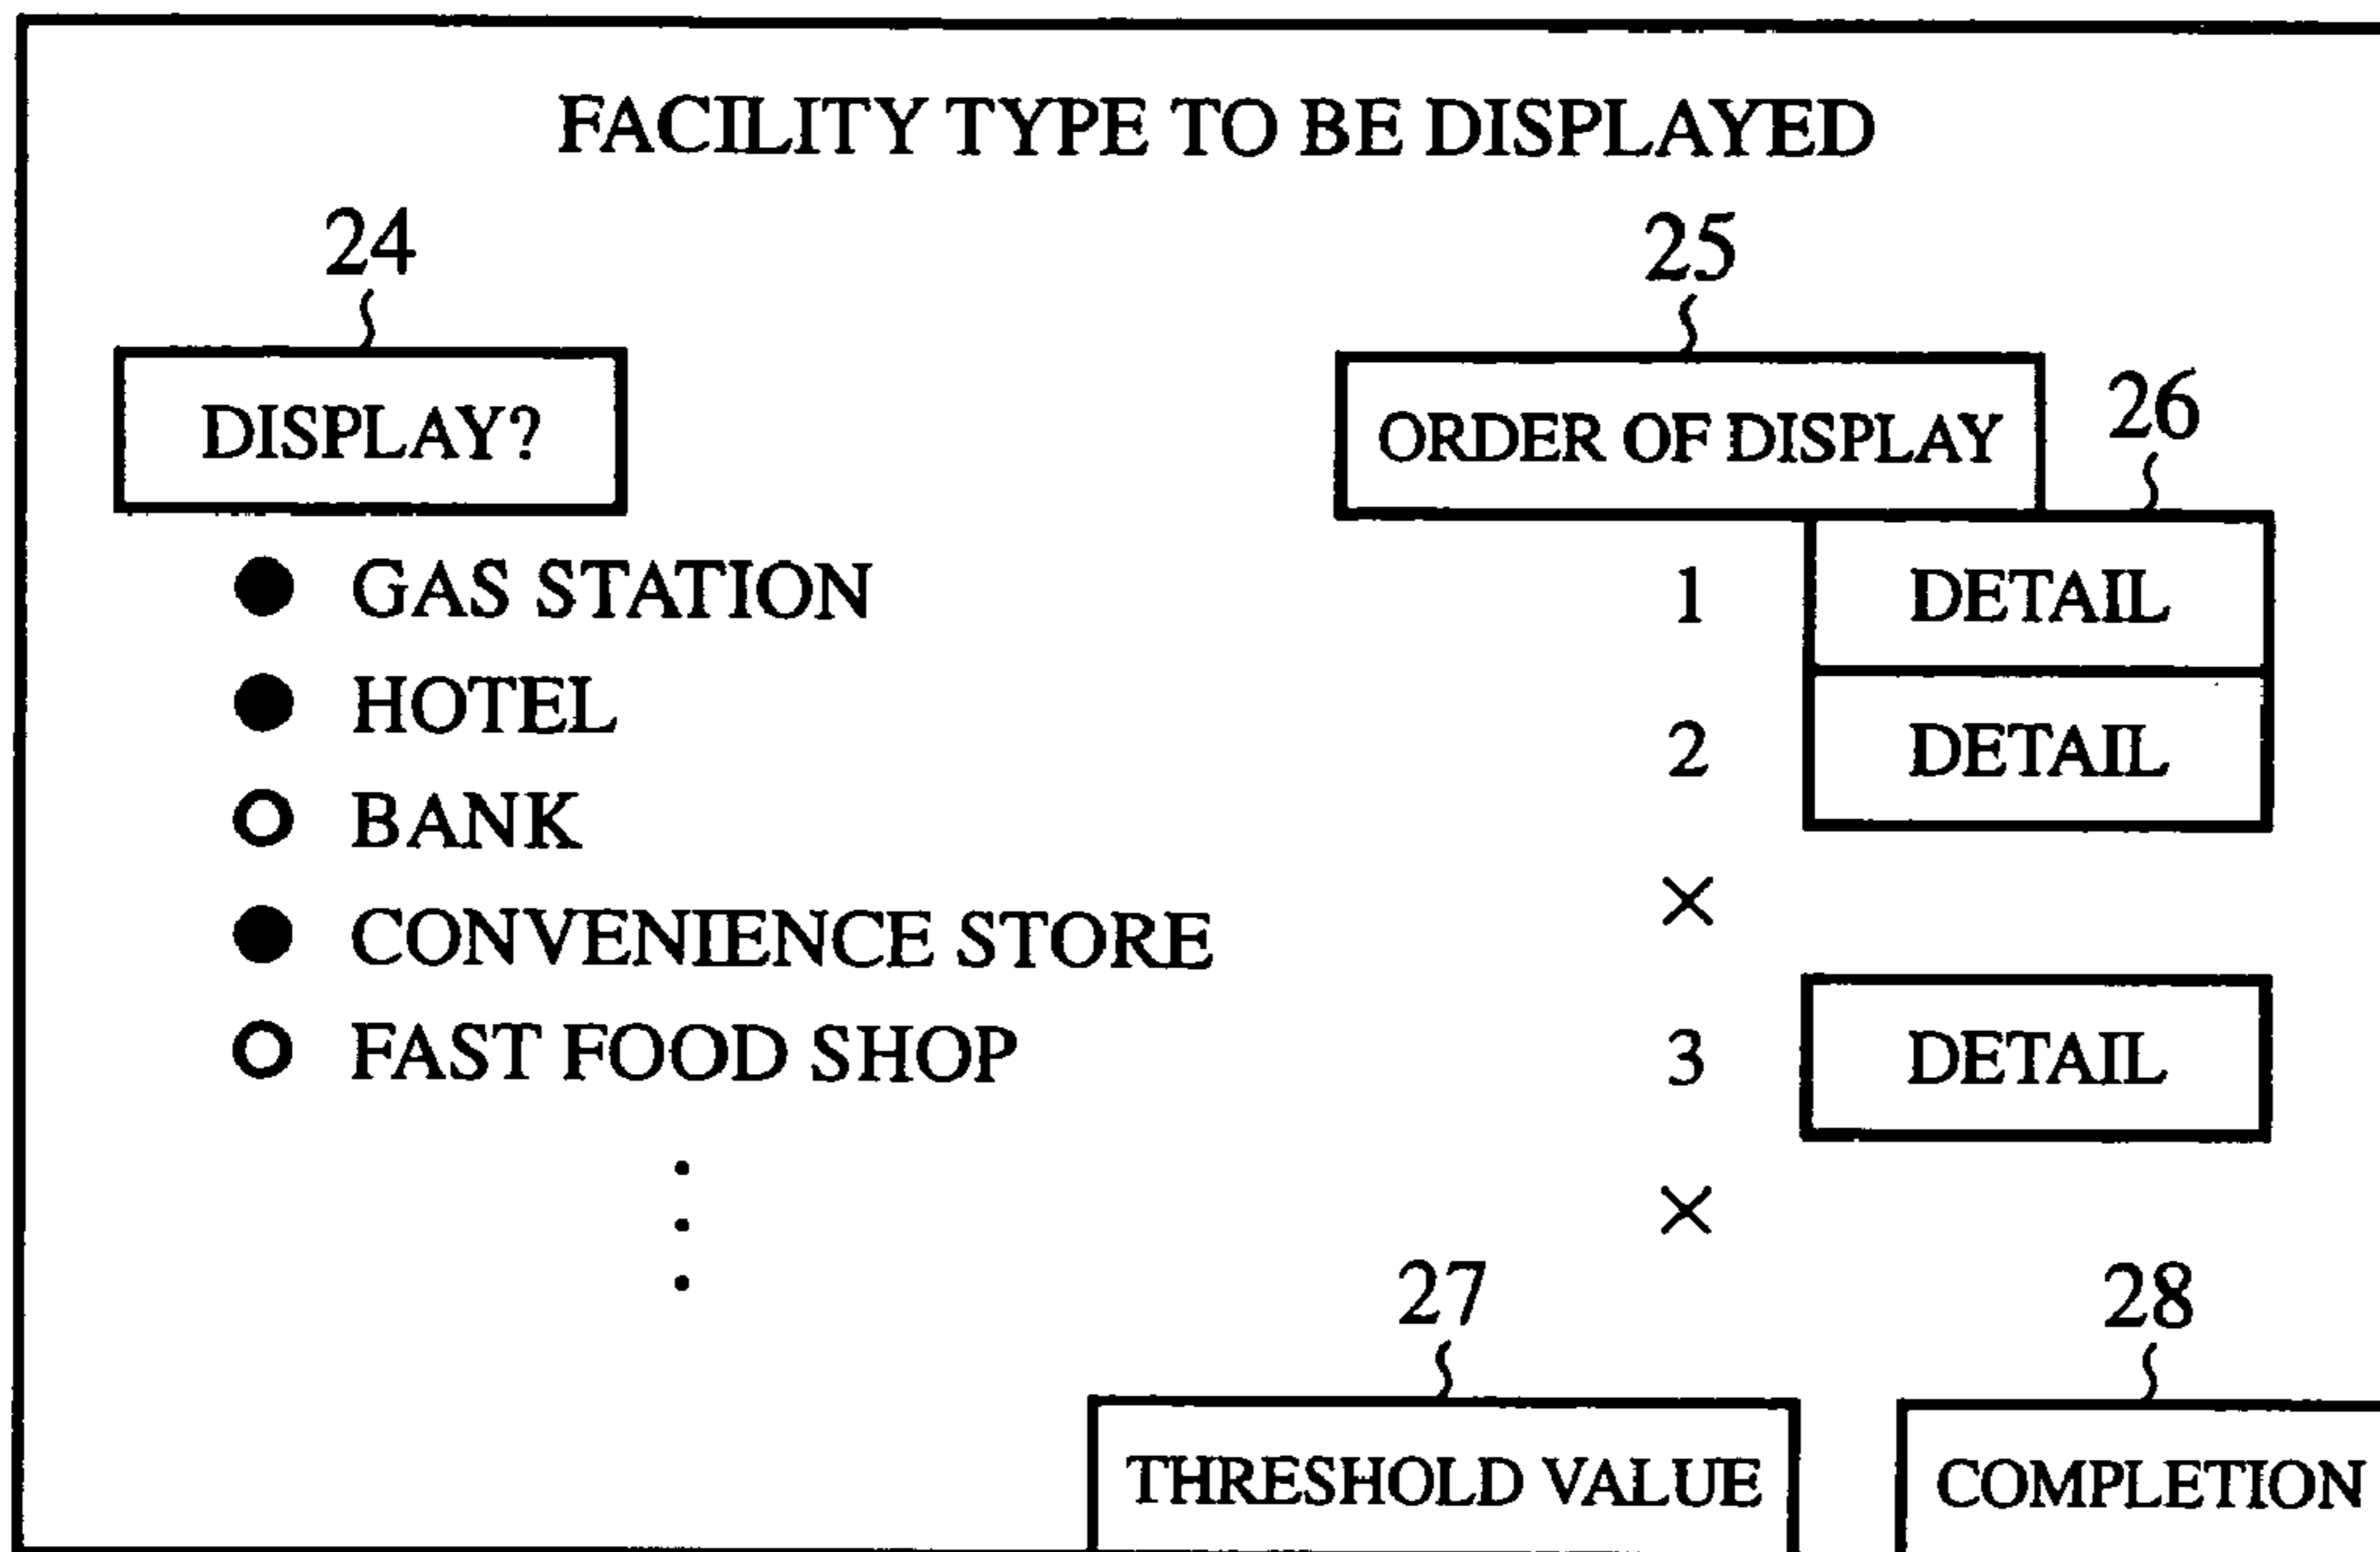 FACILITY TYPE TO BE DISPLAYED
24 25
DISPLAY? ORDER OF DISPLAY 26
● GAS STATION 1 DETAIL
● HOTEL 2 DETAIL
○ BANK ×
● CONVENIENCE STORE 3 DETAIL
○ FAST FOOD SHOP ×
27 28
THRESHOLD VALUE COMPLETION